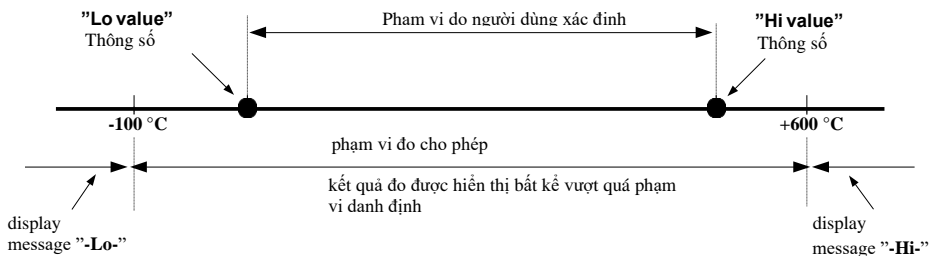 ”Lo value”
Thông số
Phạm vi do người dùng xác định
”Hi value”
Thông số
-100 °C
+600 °C
phạm vi đo cho phép
kết quả đo được hiển thị bất kể vượt quá phạm
vi danh định
display
message ”-Lo-”
display
message ”-Hi-”